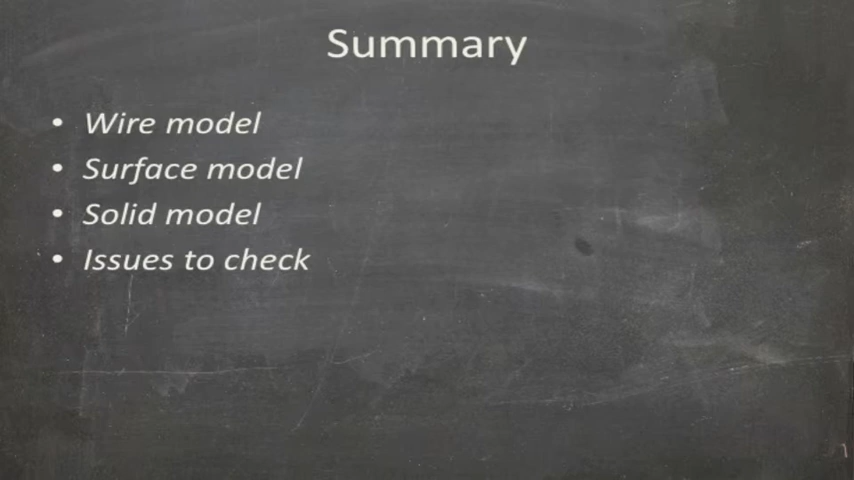 Summary
• Wire model
• Surface model
• Solid model
• Issues to check